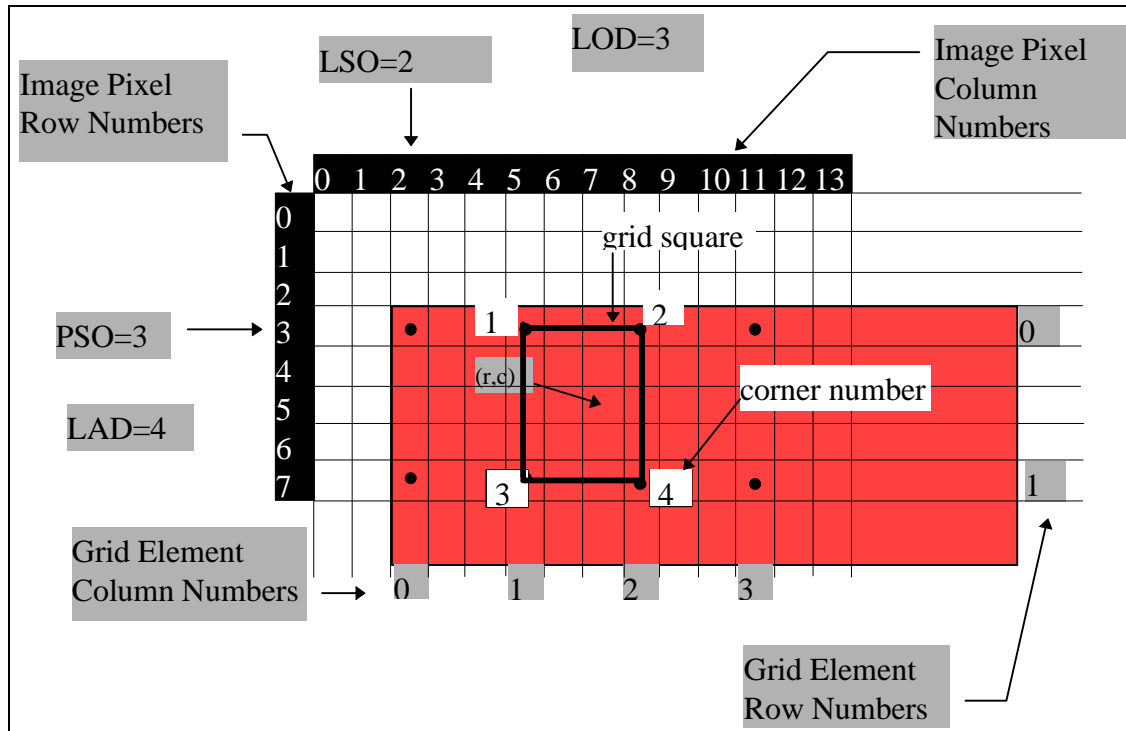 LOD=3
LSO=2
Image Pixel
Column
Numbers
Image Pixel
Row Numbers
0 1 2 3 4 5 6 7 8 9 10 11 12 13
0
1
2
3
4
5
6
7
grid square
1
2
PSO=3
0
(r,c)
corner number
LAD=4
3
4
1
Grid Element
Column Numbers
0 1 2 3
Grid Element
Row Numbers